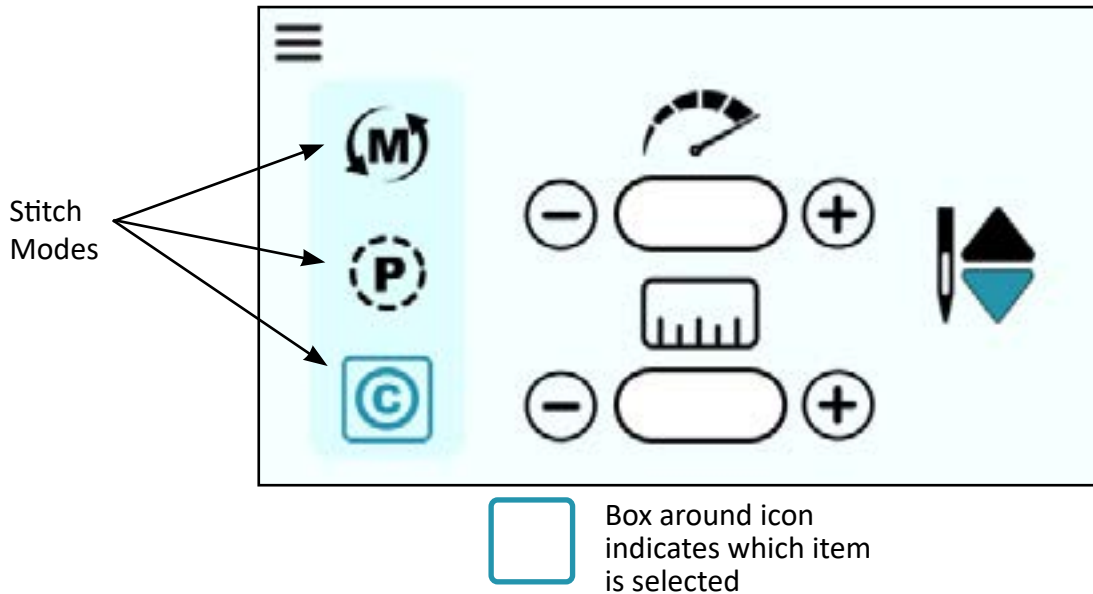 M
Stitch
Modes
P
C
Box around icon
indicates which item
is selected